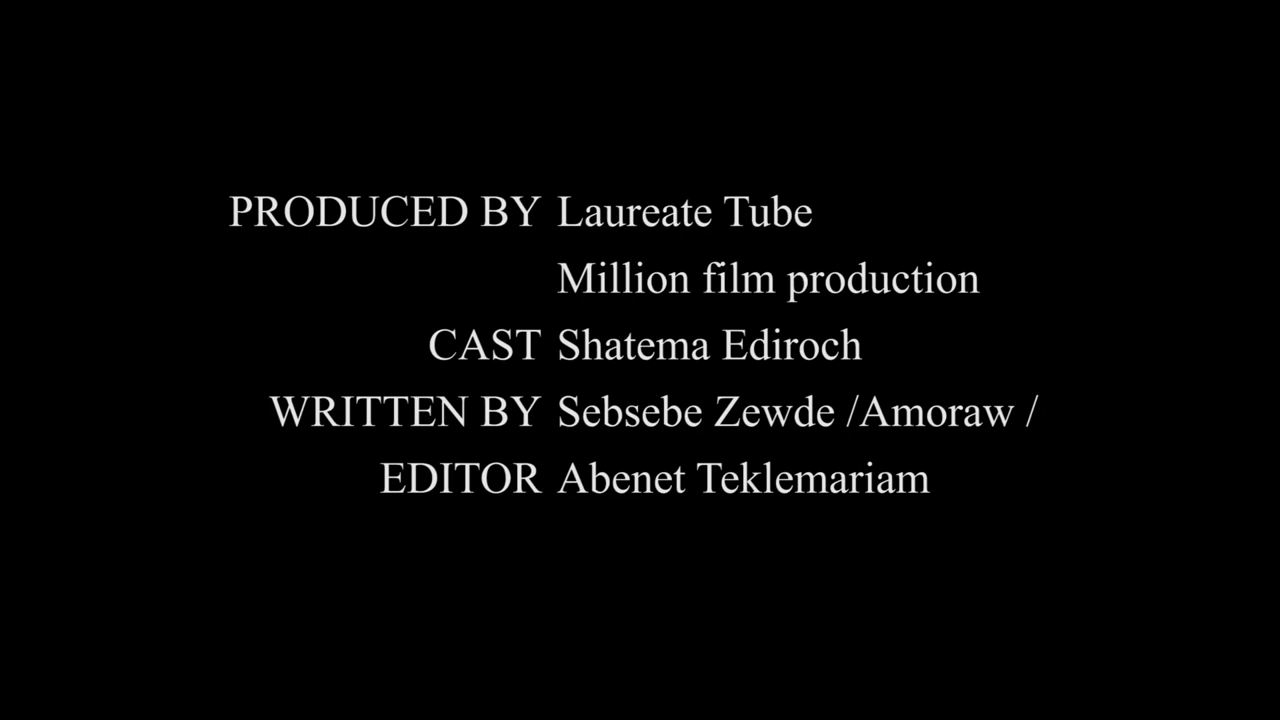 PRODUCED BY Laureate Tube
Million film production
CAST Shatema Ediroch
WRITTEN BY Sebsebe Zewde /Amoraw /
EDITOR Abenet Teklemariam